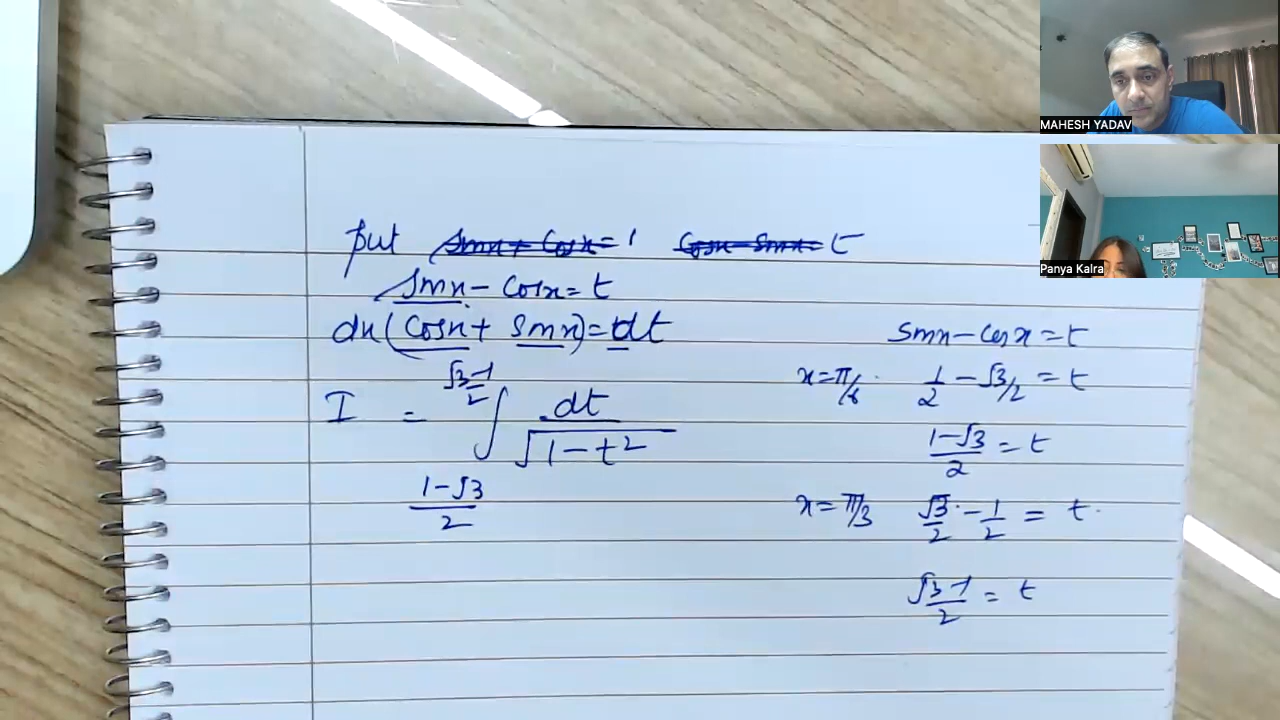 put sinx + cosx = 1 cosx - sinx = t
sinx - cosx = t
dx(cosx + sinx) = dt
I = ∫ dt / √1-t²
√3-1 / 2
1-√3 / 2
sinx - cosx = t
x = π/6 1/2 - √3/2 = t
1-√3 / 2 = t
x = π/3 √3/2 - 1/2 = t
√3-1 / 2 = t
MAHESH YADAV
Panya Kalra